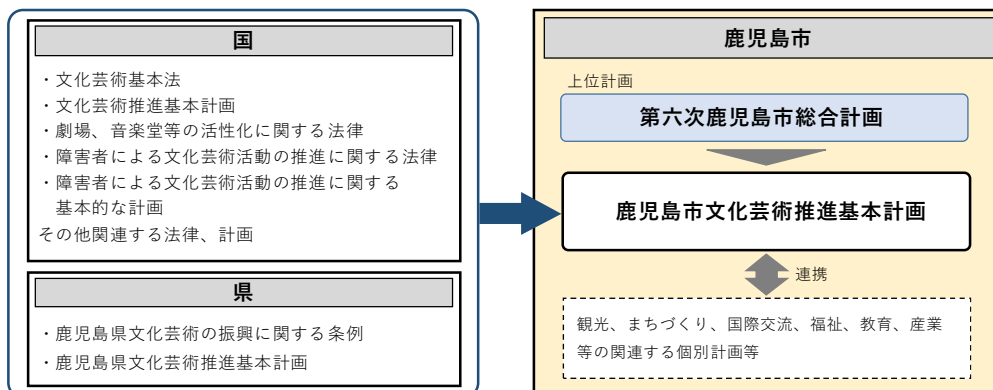 国
・文化芸術基本法
・文化芸術推進基本計画
・劇場、音楽堂等の活性化に関する法律
・障害者による文化芸術活動の推進に関する法律
・障害者による文化芸術活動の推進に関する
基本的な計画
その他関連する法律、計画
県
・鹿児島県文化芸術の振興に関する条例
・鹿児島県文化芸術推進基本計画
鹿児島市
上位計画
第六次鹿児島市総合計画
鹿児島市文化芸術推進基本計画
連携
観光、まちづくり、国際交流、福祉、教育、産業
等の関連する個別計画等